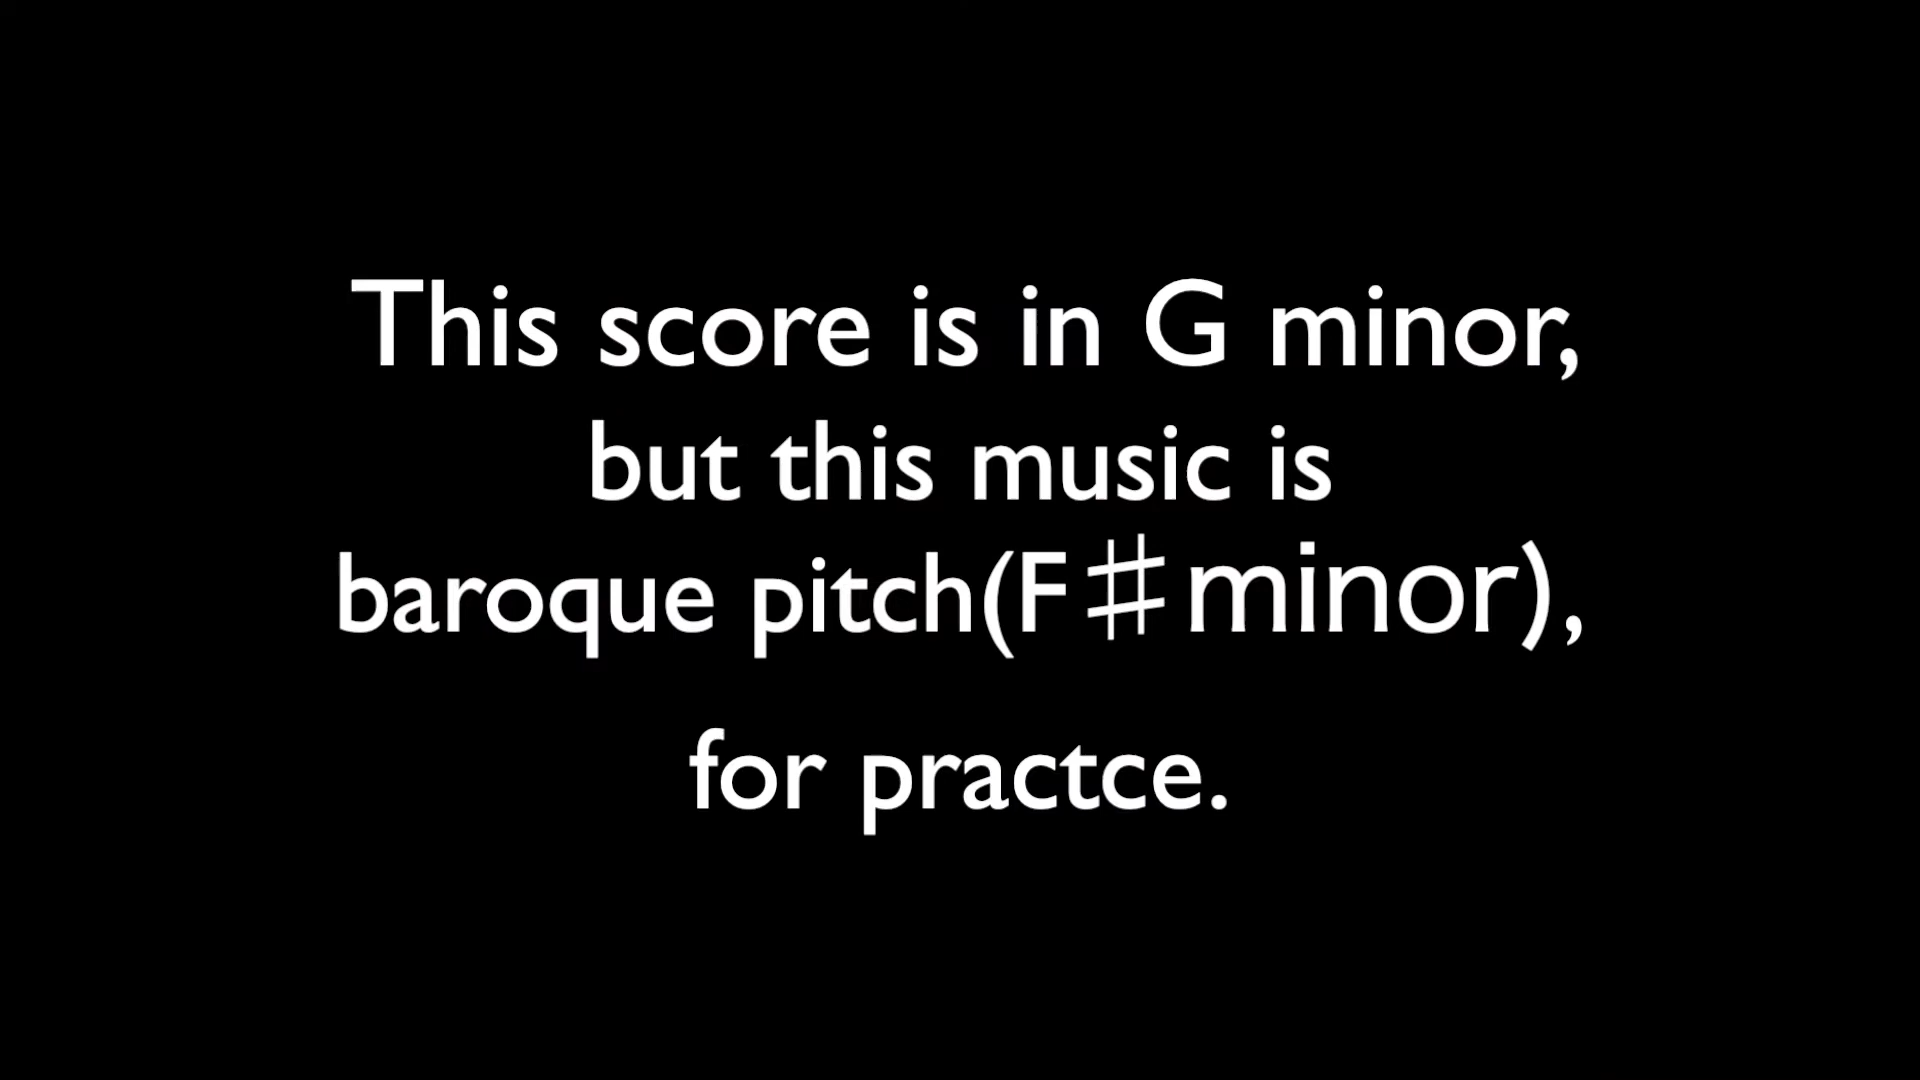 This score is in G minor,
but this music is
baroque pitch(F♯minor),
for practce.